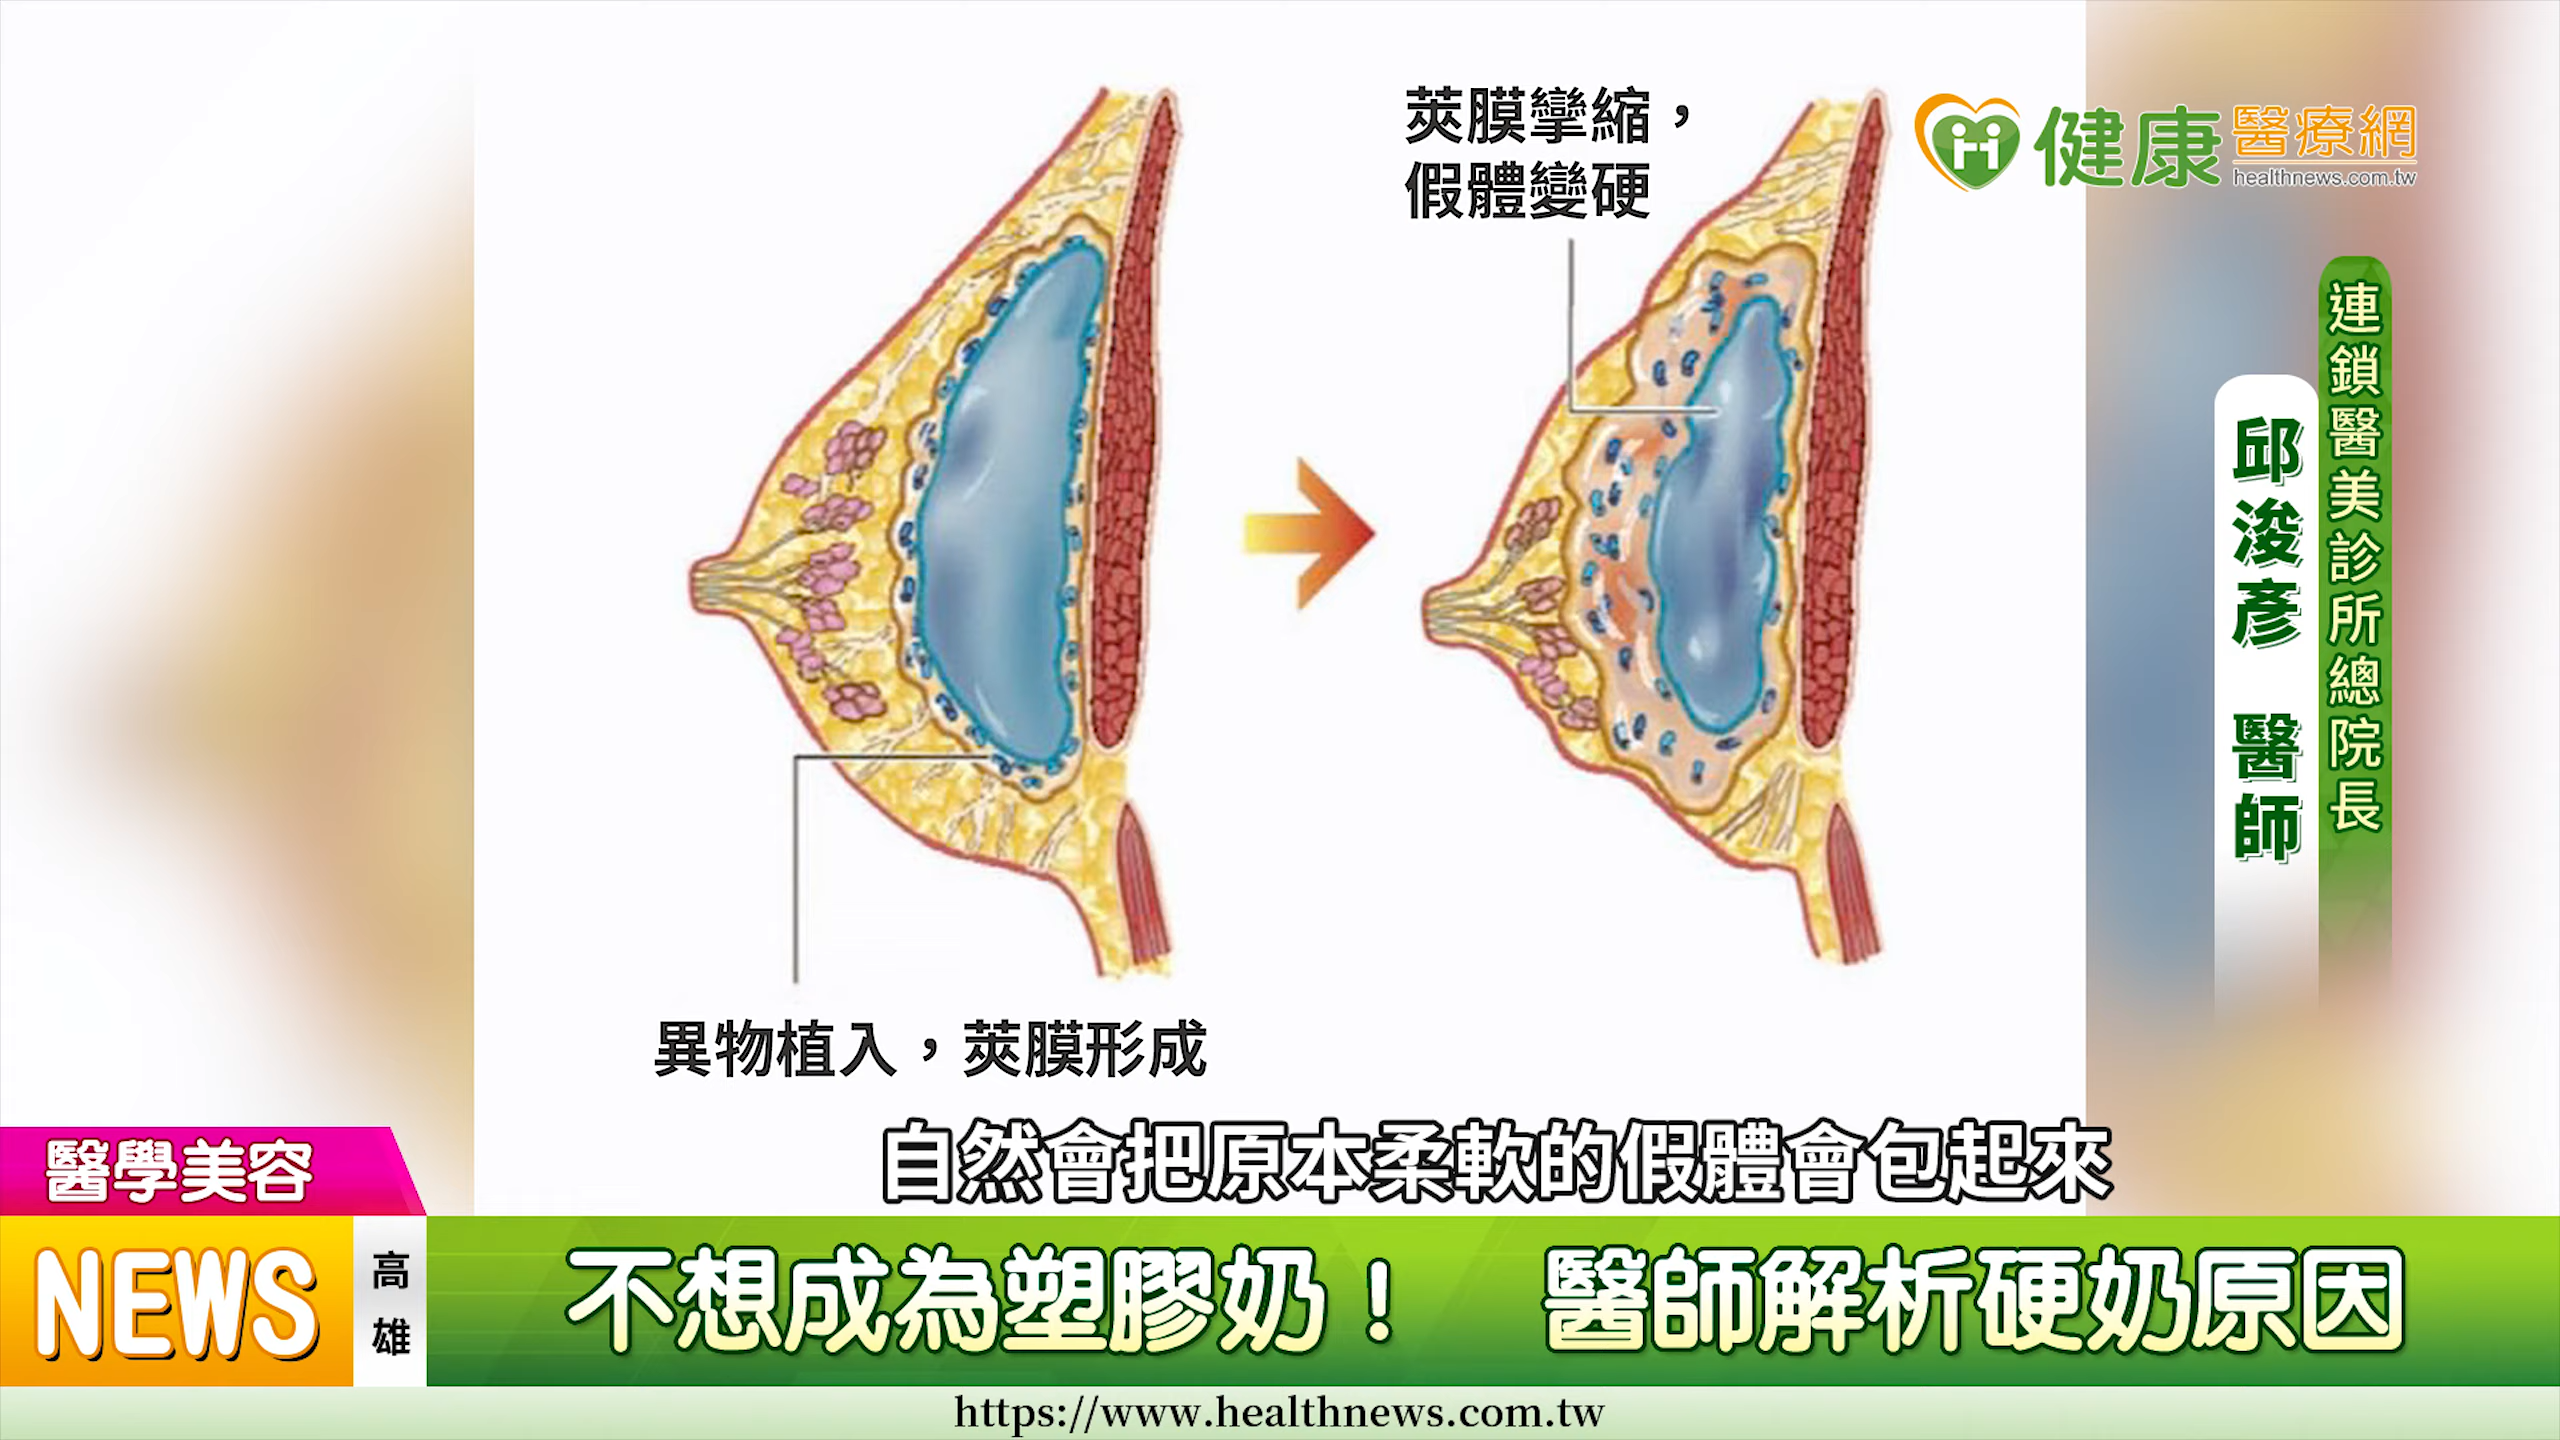 莢膜攣縮，
假體變硬
健康醫療網
healthnews.com.tw
連鎖醫美診所總院長
邱浚彥 醫師
異物植入，莢膜形成
自然會把原本柔軟的假體會包起來
醫學美容
NEWS
高雄
不想成為塑膠奶！ 醫師解析硬奶原因
https://www.healthnews.com.tw